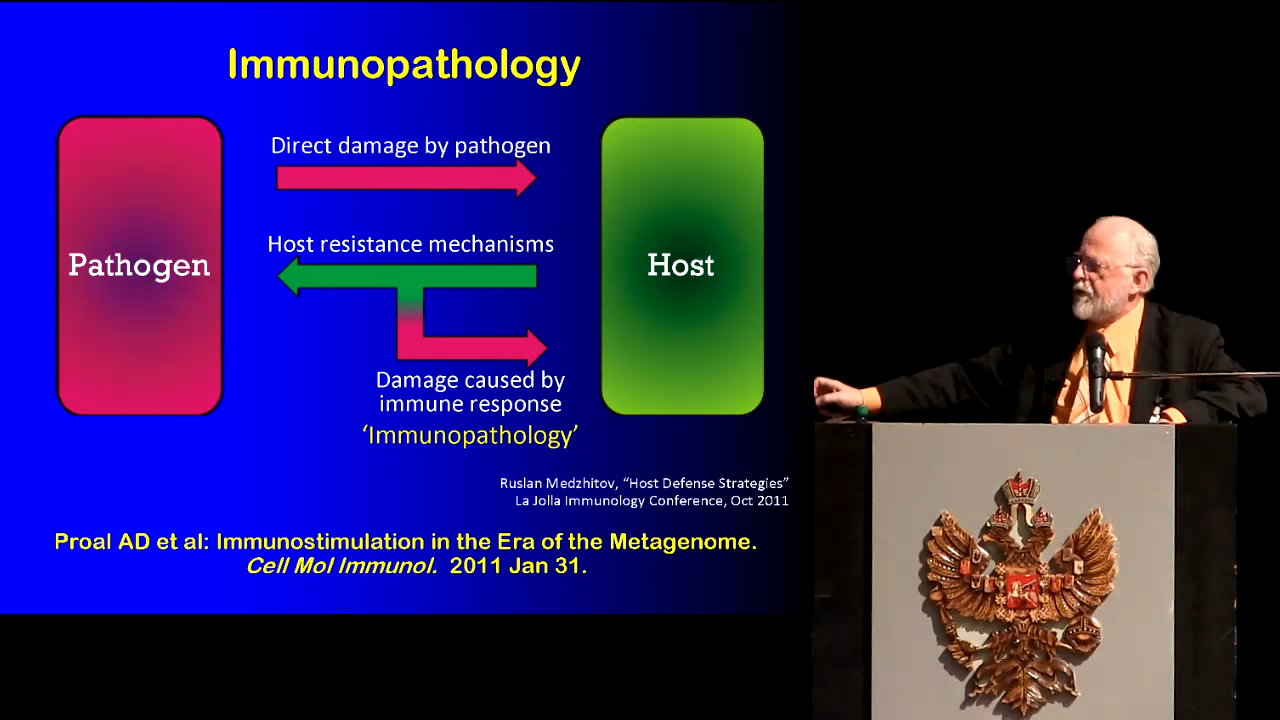 Immunopathology
Direct damage by pathogen
Host resistance mechanisms
Pathogen
Host
Damage caused by
immune response
‘Immunopathology’
Ruslan Medzhitov, “Host Defense Strategies”
La Jolla Immunology Conference, Oct 2011
Proal AD et al: Immunostimulation in the Era of the Metagenome.
Cell Mol Immunol. 2011 Jan 31.